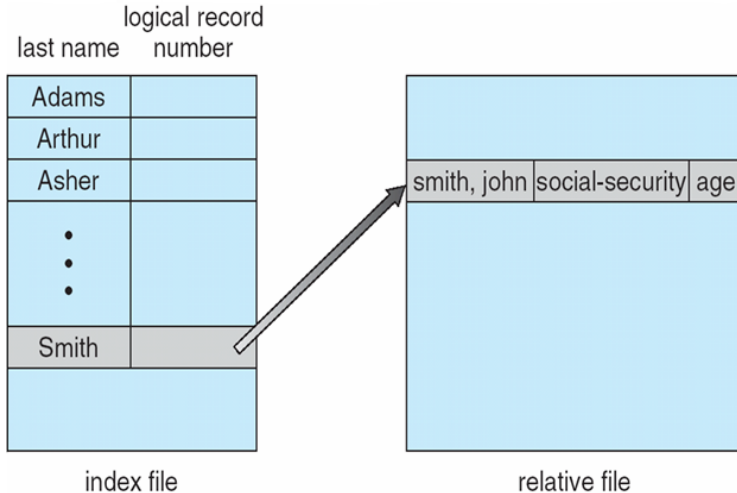 logical record
last name number
Adams
Arthur
Asher
Smith
smith, john social-security age
index file relative file